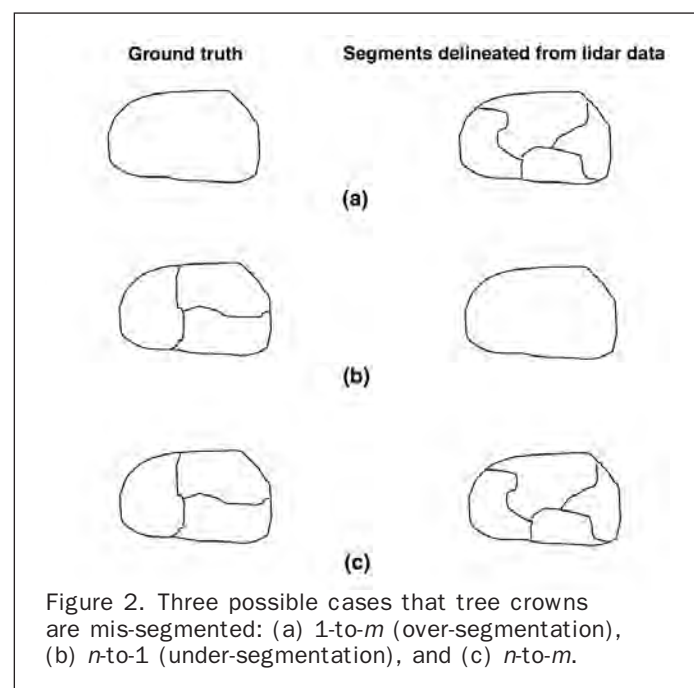 Ground truth Segments delineated from lidar data
(a)
(b)
(c)
Figure 2. Three possible cases that tree crowns
are mis-segmented: (a) 1-to-m (over-segmentation),
(b) n-to-1 (under-segmentation), and (c) n-to-m.